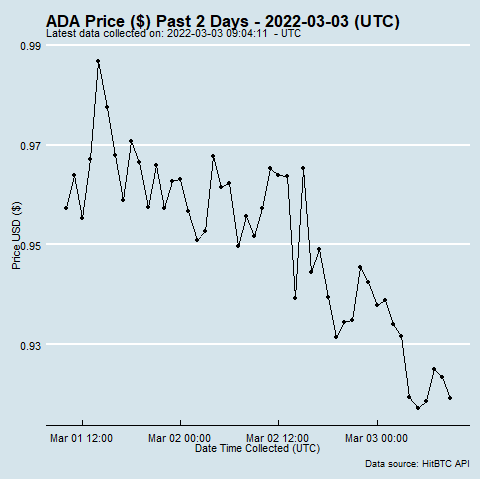 ADA Price ($) Past 2 Days - 2022-03-03 (UTC)
Latest data collected on: 2022-03-03 09:04:11  - UTC
0.99
0.97
0.95
0.93
Price USD ($)
Mar 01 12:00
Mar 02 00:00
Mar 02 12:00
Mar 03 00:00
Date Time Collected (UTC)
Data source: HitBTC API